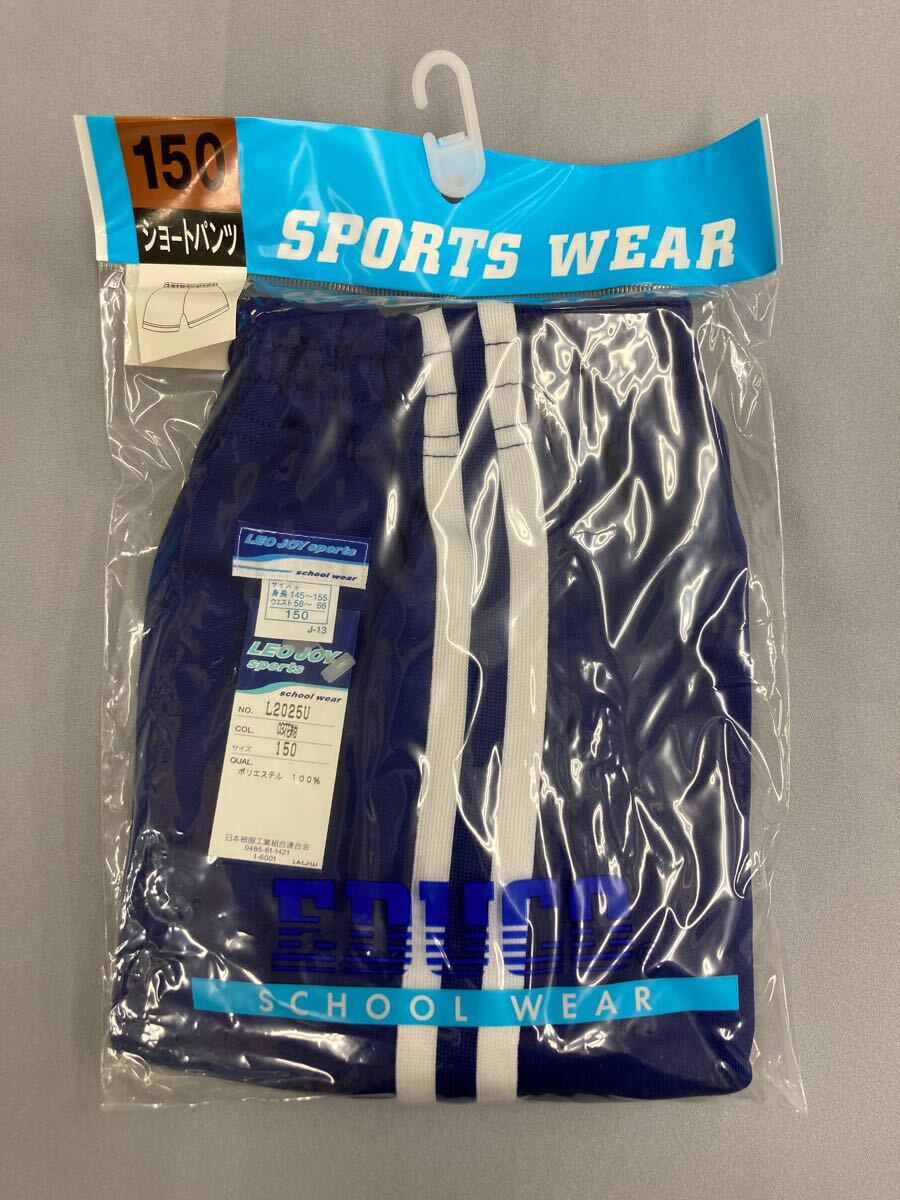 150
ショートパンツ
SPORTS WEAR
LEO JOY sports
school wear
サイズ
身長 145～155
ウエスト 58～ 66
150
J-13
LEO JOY
sports
school wear
NO. L2025U
COL.
サイズ 150
QUAL.
ポリエステル 100%
日本被服工業組合連合会
0485-61-1421
1-6001
EDUCO
SCHOOL WEAR